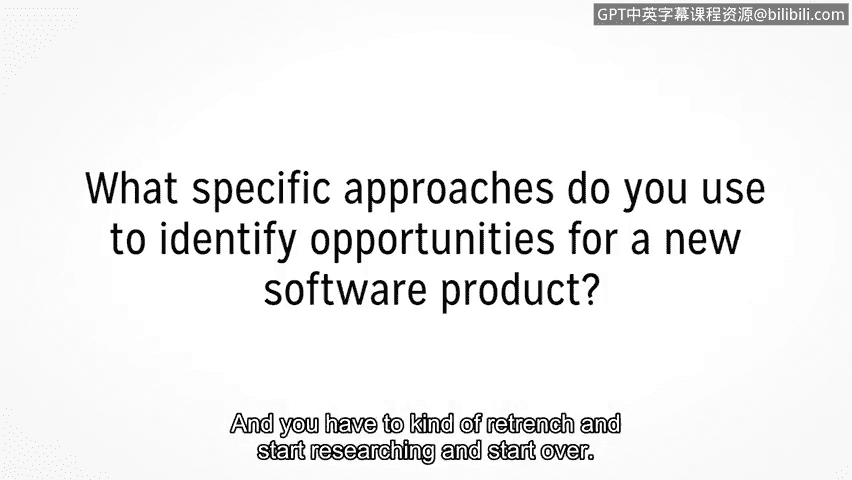 GPT中英字幕课程资源@bilibili.com
What specific approaches do you use
to identify opportunities for a new
software product?
And you have to kind of retrench and
start researching and start over.